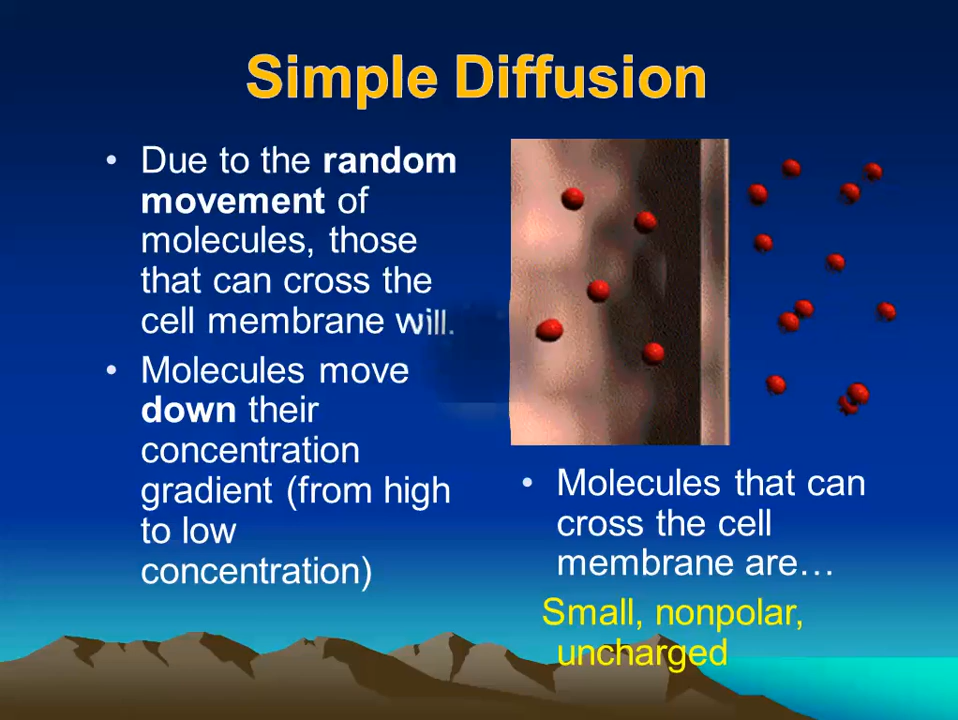 Simple Diffusion
• Due to the random
movement of
molecules, those
that can cross the
cell membrane will.
• Molecules move
down their
concentration
gradient (from high
to low
concentration)
• Molecules that can
cross the cell
membrane are…
Small, nonpolar,
uncharged